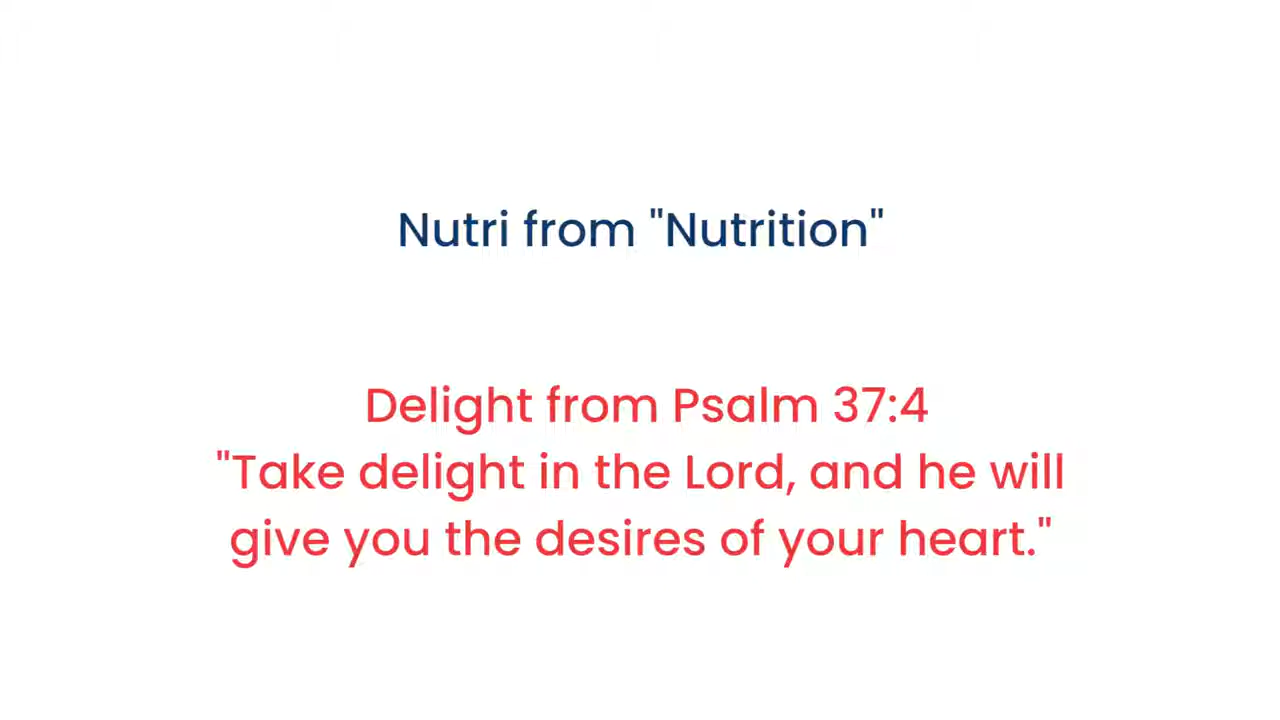 Nutri from "Nutrition"
Delight from Psalm 37:4
"Take delight in the Lord, and he will
give you the desires of your heart."